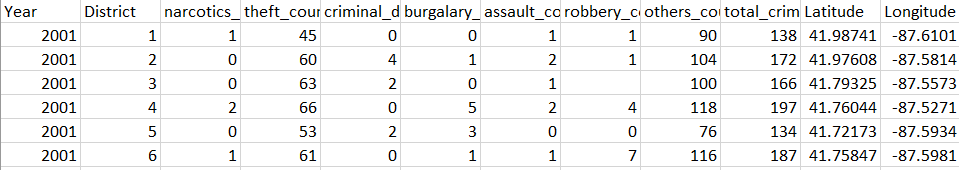 Year District narcotics_ theft_cour criminal_d burgalary_ assault_co robbery_co others_cou total_crim Latitude Longitude
2001 1 1 45 0 0 1 1 90 138 41.98741 -87.6101
2001 2 0 60 4 1 2 1 104 172 41.97608 -87.5814
2001 3 0 63 2 0 1 100 166 41.79325 -87.5573
2001 4 2 66 0 5 2 4 118 197 41.76044 -87.5271
2001 5 0 53 2 3 0 0 76 134 41.72173 -87.5934
2001 6 1 61 0 1 1 7 116 187 41.75847 -87.5981